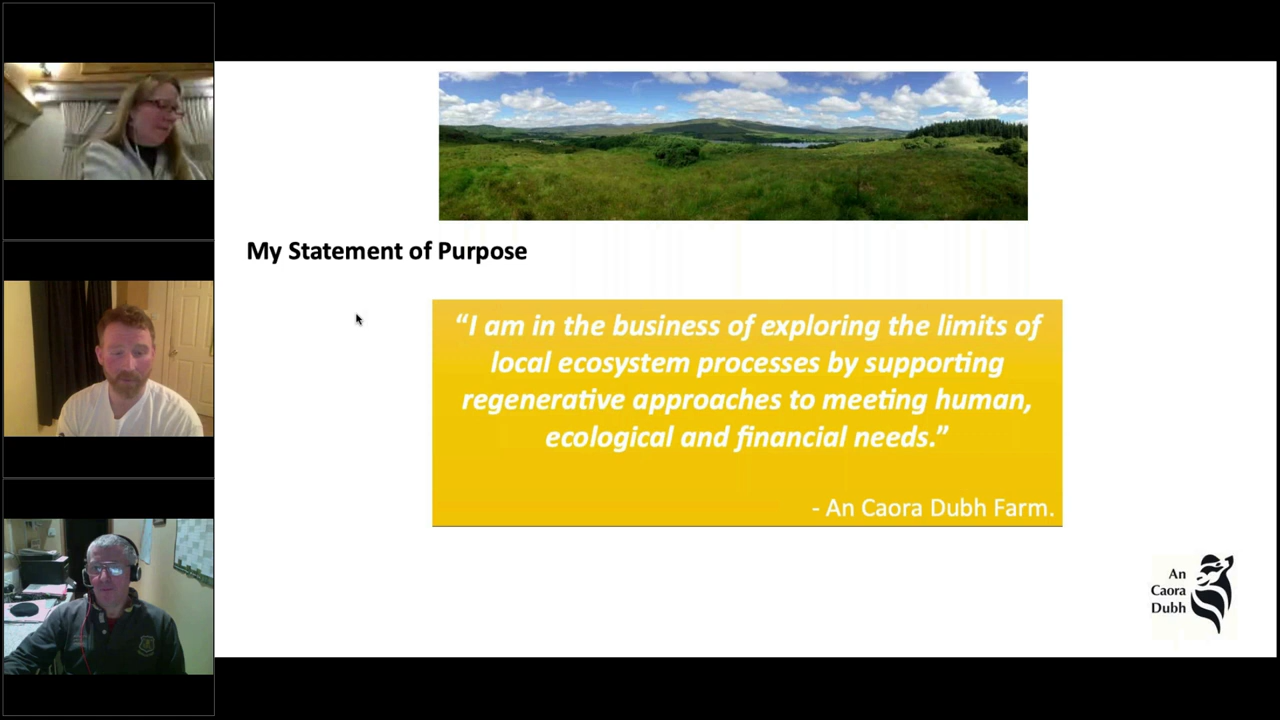 My Statement of Purpose
“I am in the business of exploring the limits of
local ecosystem processes by supporting
regenerative approaches to meeting human,
ecological and financial needs.”
- An Caora Dubh Farm.
An
Caora
Dubh